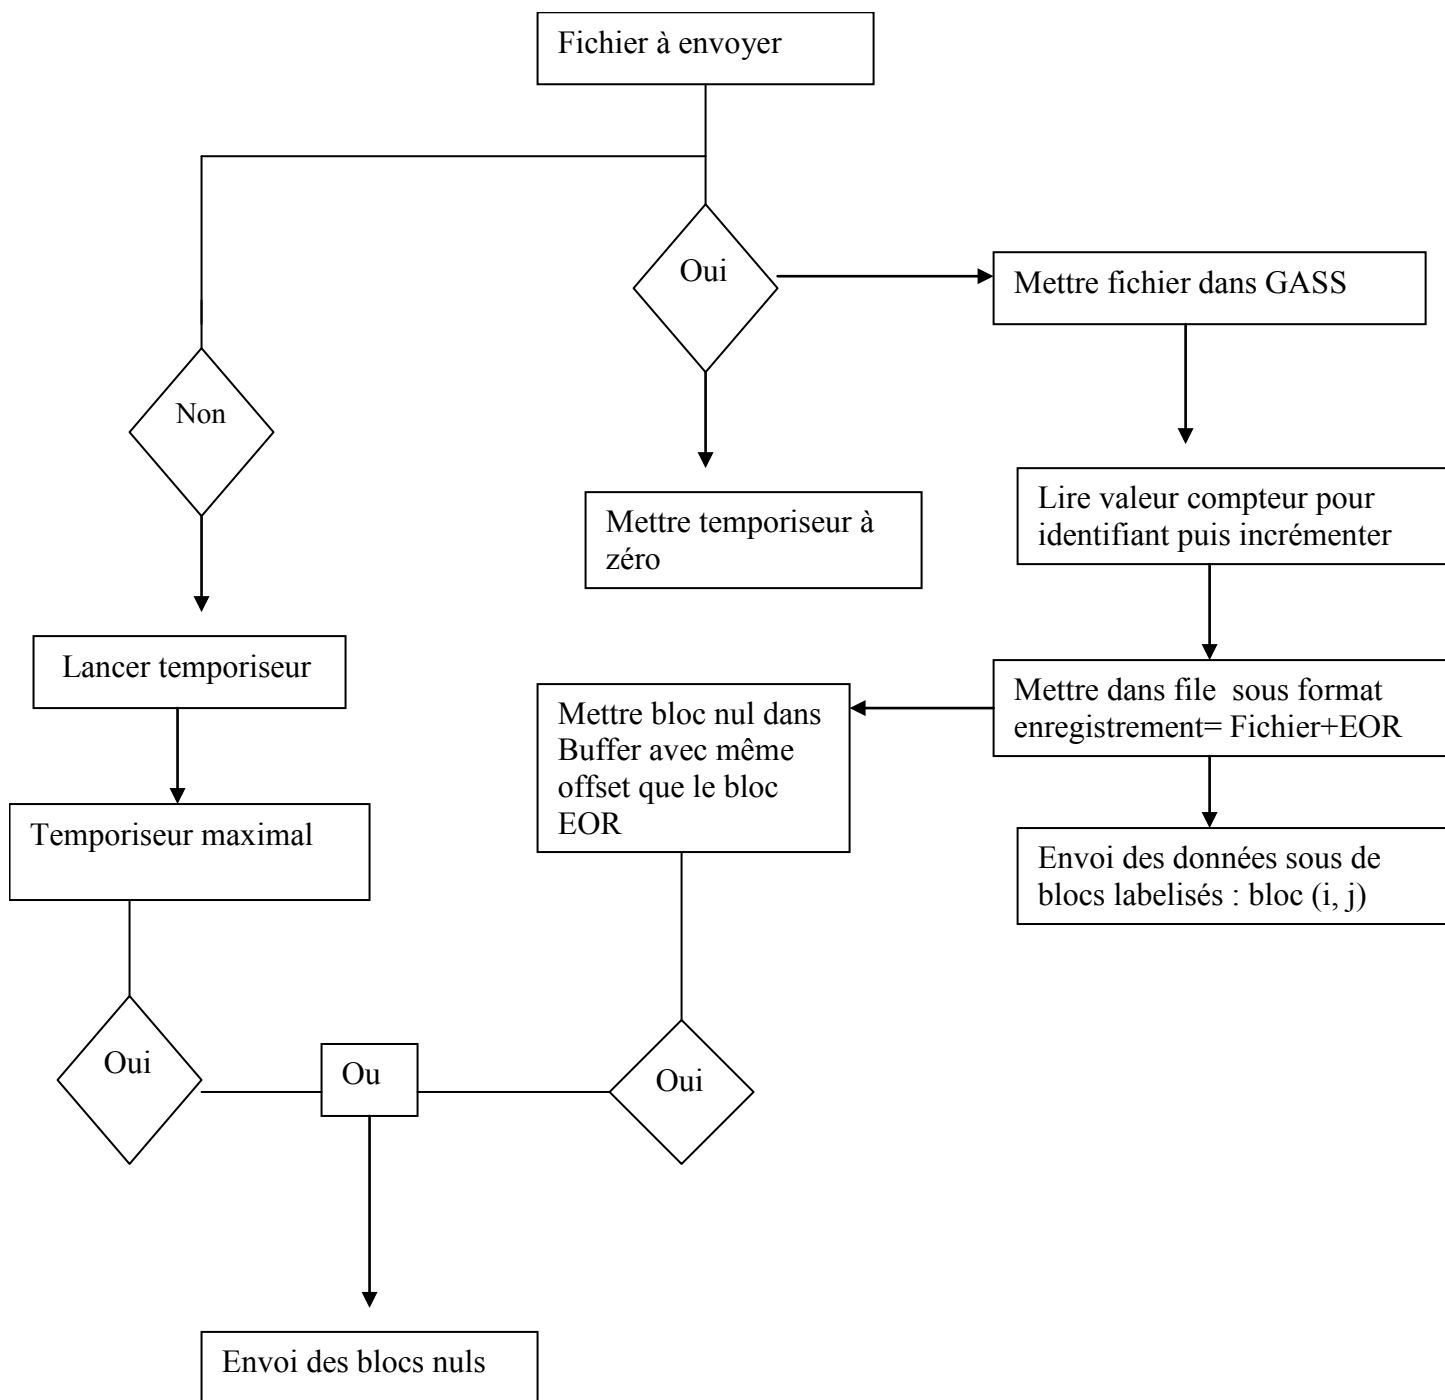 Fichier à envoyer
Oui
Mettre fichier dans GASS
Non
Lire valeur compteur pour
identifiant puis incrémenter
Mettre temporiseur à
zéro
Lancer temporiseur
Mettre dans file sous format
enregistrement= Fichier+EOR
Mettre bloc nul dans
Buffer avec même
offset que le bloc
EOR
Temporiseur maximal
Envoi des données sous de
blocs labelisés : bloc (i, j)
Oui
Ou
Oui
Envoi des blocs nuls